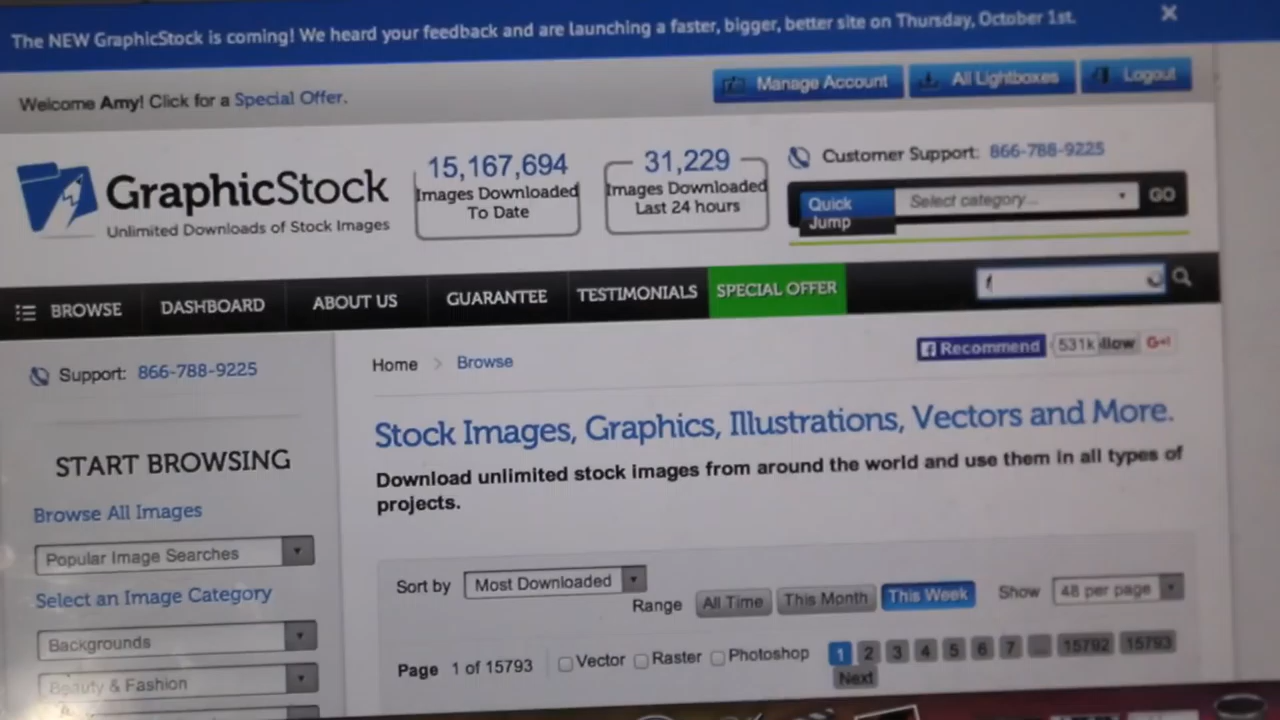 The NEW GraphicStock is coming! We heard your feedback and are launching a faster, bigger, better site on Thursday, October 1st.
Welcome Amy! Click for a Special Offer.
Manage Account
All Lightboxes
Logout
GraphicStock
Unlimited Downloads of Stock Images
15,167,694
Images Downloaded
To Date
31,229
Images Downloaded
Last 24 hours
Customer Support: 866-788-9225
Quick
Jump
Select category...
GO
BROWSE
DASHBOARD
ABOUT US
GUARANTEE
TESTIMONIALS
SPECIAL OFFER
f
Support: 866-788-9225
Home > Browse
Recommend
531k
G+
START BROWSING
Browse All Images
Popular Image Searches
Select an Image Category
Backgrounds
Beauty & Fashion
Stock Images, Graphics, Illustrations, Vectors and More.
Download unlimited stock images from around the world and use them in all types of
projects.
Sort by
Most Downloaded
Range
All Time
This Month
This Week
Show
48 per page
Page 1 of 15793
Vector
Raster
Photoshop
1 2 3 4 5 6 7 ... 15792 15793
Next